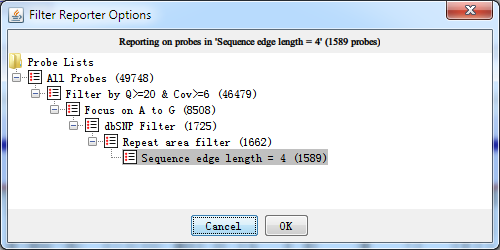 Filter Reporter Options
Reporting on probes in 'Sequence edge length = 4' (1589 probes)
Probe Lists
All Probes (49748)
Filter by Q>=20 & Cov>=6 (46479)
Focus on A to G (8508)
dbSNP Filter (1725)
Repeat area filter (1662)
Sequence edge length = 4 (1589)
Cancel OK